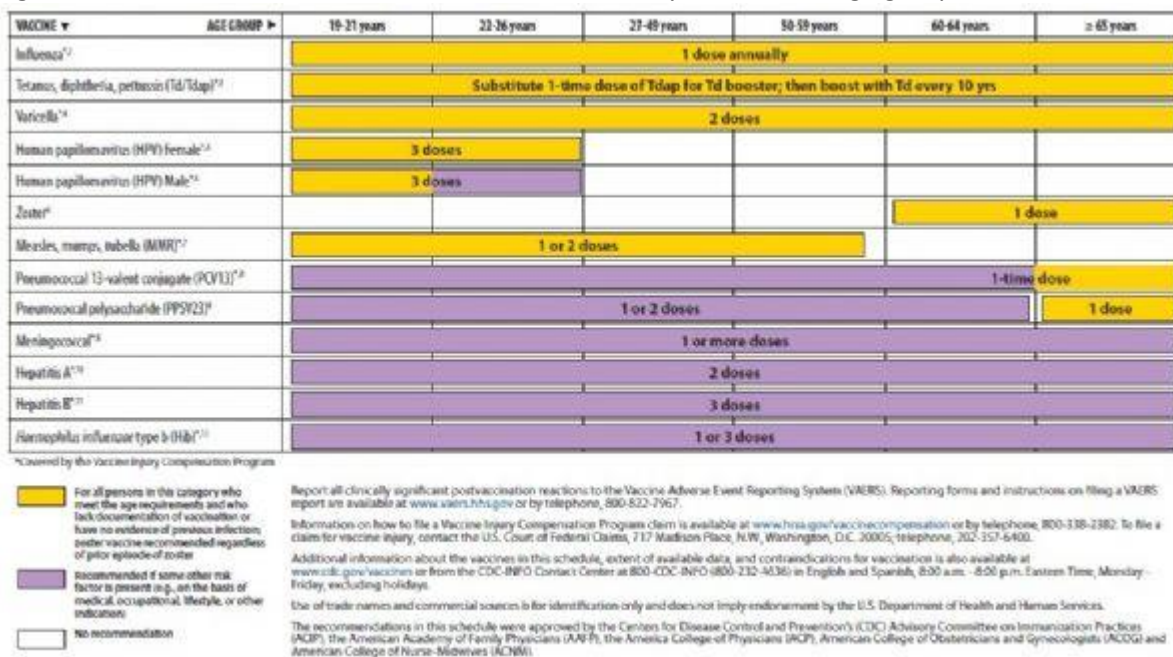 VACCINE ▼ AGE GROUP ► 19-21 years 22-26 years 27-49 years 50-59 years 60-64 years ≥ 65 years
Influenza*,2 1 dose annually
Tetanus, diphtheria, pertussis (Td/Tdap)*,3 Substitute 1-time dose of Tdap for Td booster; then boost with Td every 10 yrs
Varicella*,4 2 doses
Human papillomavirus (HPV) Female*,5 3 doses
Human papillomavirus (HPV) Male*,5 3 doses
Zoster6 1 dose
Measles, mumps, rubella (MMR)*,7 1 or 2 doses
Pneumococcal 13-valent conjugate (PCV13)*,8 1-time dose
Pneumococcal polysaccharide (PPSV23)8 1 or 2 doses 1 dose
Meningococcal*,9 1 or more doses
Hepatitis A*,10 2 doses
Hepatitis B*,11 3 doses
Haemophilus influenzae type b (Hib)*,12 1 or 3 doses
*Covered by the Vaccine Injury Compensation Program
For all persons in this category who
meet the age requirements and who
lack documentation of vaccination or
have no evidence of previous infection;
zoster vaccine recommended regardless
of prior episode of zoster
Recommended if some other risk
factor is present (e.g., on the basis of
medical, occupational, lifestyle, or other
indications)
No recommendation
Report all clinically significant postvaccination reactions to the Vaccine Adverse Event Reporting System (VAERS). Reporting forms and instructions on filing a VAERS
report are available at www.vaers.hhs.gov or by telephone, 800-822-7967.
Information on how to file a Vaccine Injury Compensation Program claim is available at www.hrsa.gov/vaccinecompensation or by telephone, 800-338-2382. To file a
claim for vaccine injury, contact the U.S. Court of Federal Claims, 717 Madison Place, N.W., Washington, D.C. 20005; telephone, 202-357-6400.
Additional information about the vaccines in this schedule, extent of available data, and contraindications for vaccination is also available at
www.cdc.gov/vaccines or from the CDC-INFO Contact Center at 800-CDC-INFO (800-232-4636) in English and Spanish, 8:00 a.m. - 8:00 p.m. Eastern Time, Monday -
Friday, excluding holidays.
Use of trade names and commercial sources is for identification only and does not imply endorsement by the U.S. Department of Health and Human Services.
The recommendations in this schedule were approved by the Centers for Disease Control and Prevention's (CDC) Advisory Committee on Immunization Practices
(ACIP), the American Academy of Family Physicians (AAFP), the America College of Physicians (ACP), American College of Obstetricians and Gynecologists (ACOG) and
American College of Nurse-Midwives (ACNM).